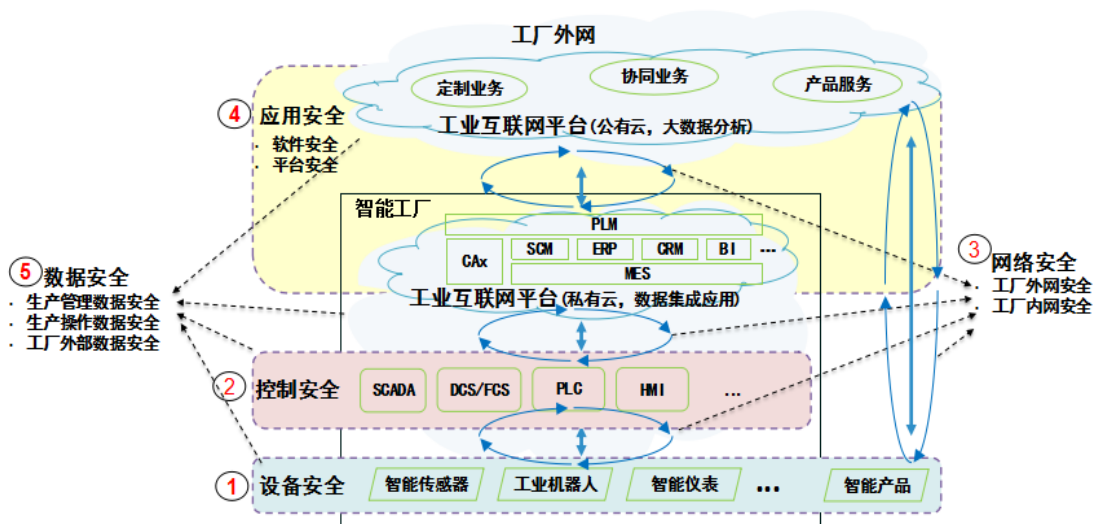 工厂外网
定制业务
协同业务
产品服务
④ 应用安全
· 软件安全
· 平台安全
工业互联网平台(公有云，大数据分析)
智能工厂
PLM
CAx
SCM
ERP
CRM
BI
...
MES
工业互联网平台(私有云，数据集成应用)
⑤ 数据安全
· 生产管理数据安全
· 生产操作数据安全
· 工厂外部数据安全
③ 网络安全
· 工厂外网安全
· 工厂内网安全
② 控制安全
SCADA
DCS/FCS
PLC
HMI
...
① 设备安全
智能传感器
工业机器人
智能仪表
...
智能产品